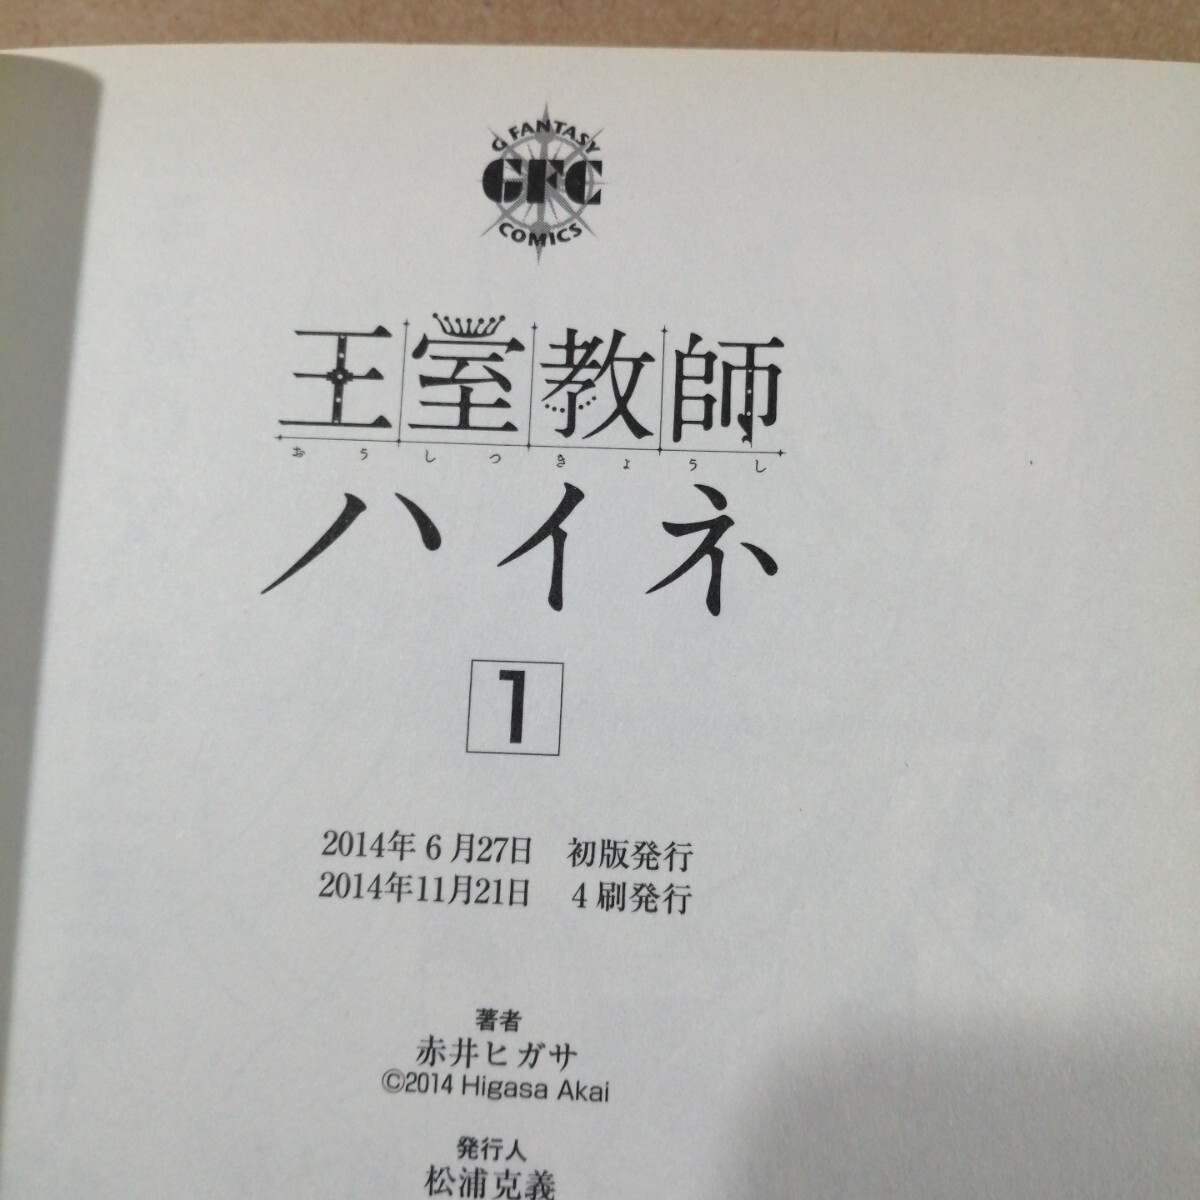 G FANTASY
GFC
COMICS
王室教師
おうしつきょうし
ハイネ
1
2014年6月27日 初版発行
2014年11月21日 4刷発行
著者
赤井ヒガサ
©2014 Higasa Akai
発行人
松浦克義